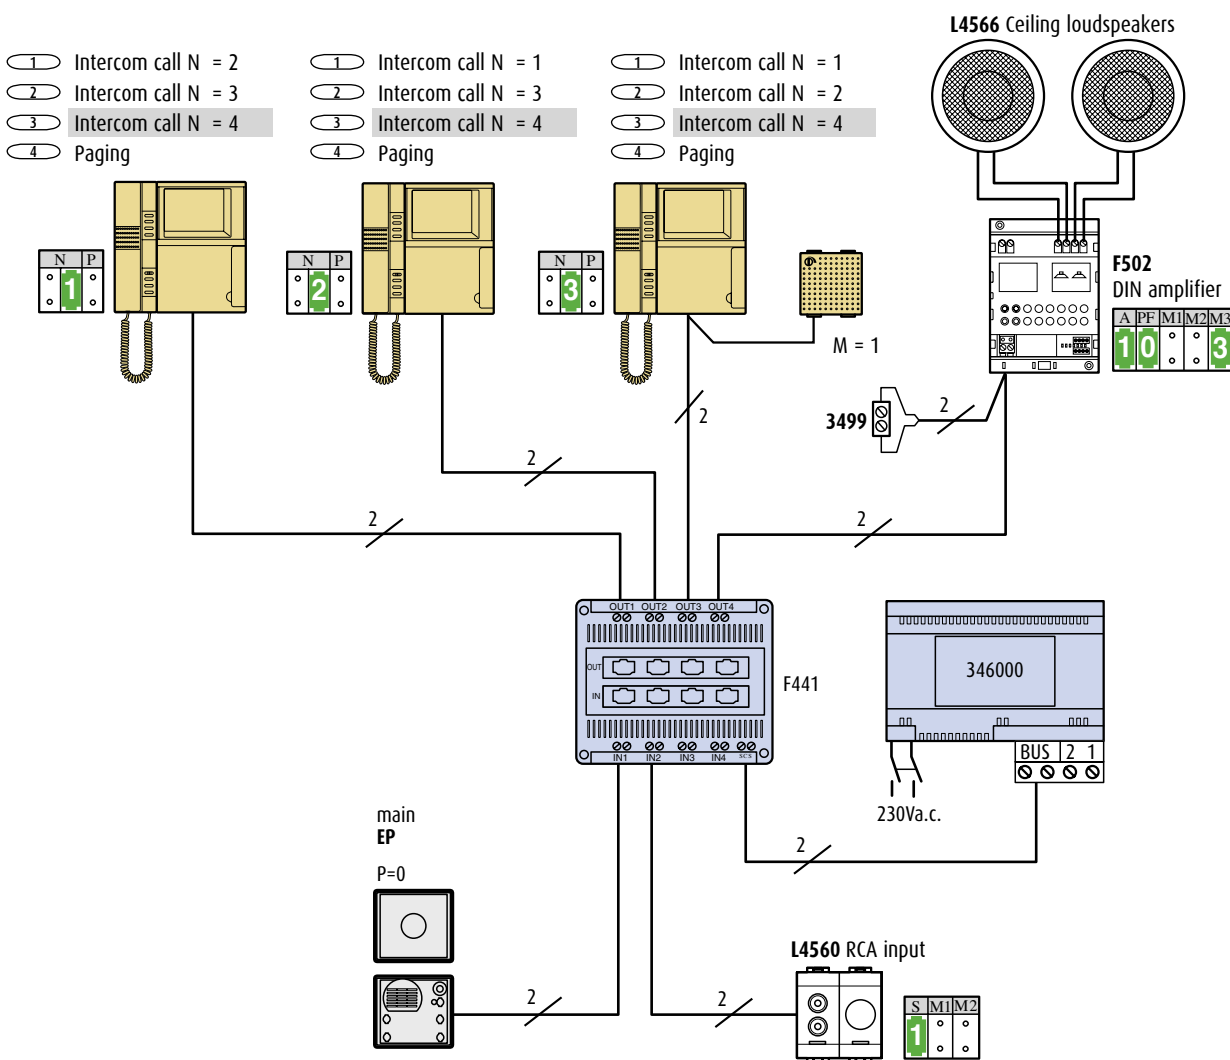 L4566 Ceiling loudspeakers
1 Intercom call N = 2
2 Intercom call N = 3
3 Intercom call N = 4
4 Paging
1 Intercom call N = 1
2 Intercom call N = 3
3 Intercom call N = 4
4 Paging
1 Intercom call N = 1
2 Intercom call N = 2
3 Intercom call N = 4
4 Paging
N P
1
N P
2
N P
3
M = 1
F502
DIN amplifier
A PF M1 M2 M3
1 0 3
3499
2
2
2
2
2
OUT1 OUT2 OUT3 OUT4
OUT
IN
IN1 IN2 IN3 IN4 SCS
F441
346000
BUS 2 1
230Va.c.
2
main
EP
P=0
2
2
L4560 RCA input
S M1 M2
1